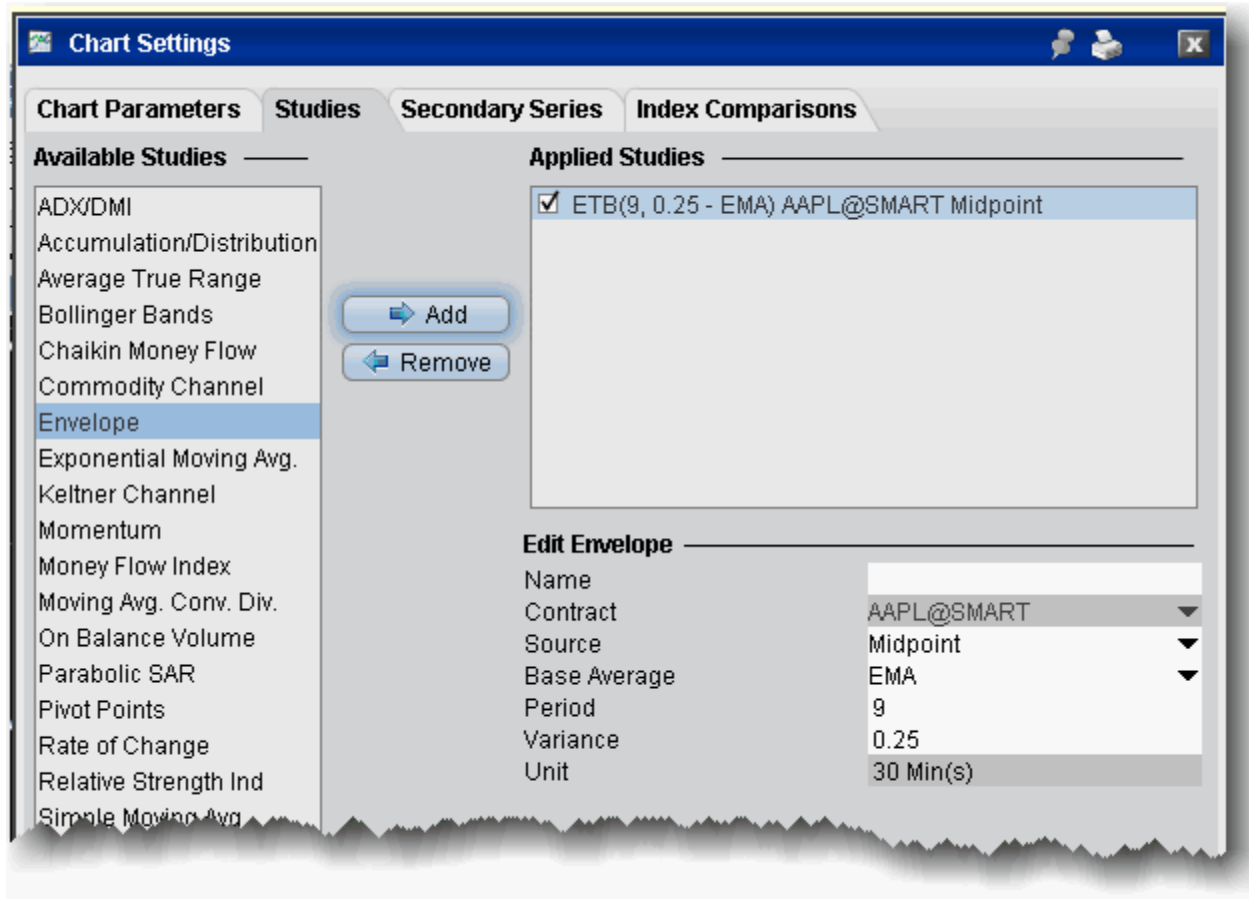 Chart Settings
Chart Parameters Studies Secondary Series Index Comparisons
Available Studies
ADX/DMI
Accumulation/Distribution
Average True Range
Bollinger Bands
Chaikin Money Flow
Commodity Channel
Envelope
Exponential Moving Avg.
Keltner Channel
Momentum
Money Flow Index
Moving Avg. Conv. Div.
On Balance Volume
Parabolic SAR
Pivot Points
Rate of Change
Relative Strength Ind
Simple Moving Avg
Add
Remove
Applied Studies
ETB(9, 0.25 - EMA) AAPL@SMART Midpoint
Edit Envelope
Name
Contract AAPL@SMART
Source Midpoint
Base Average EMA
Period 9
Variance 0.25
Unit 30 Min(s)